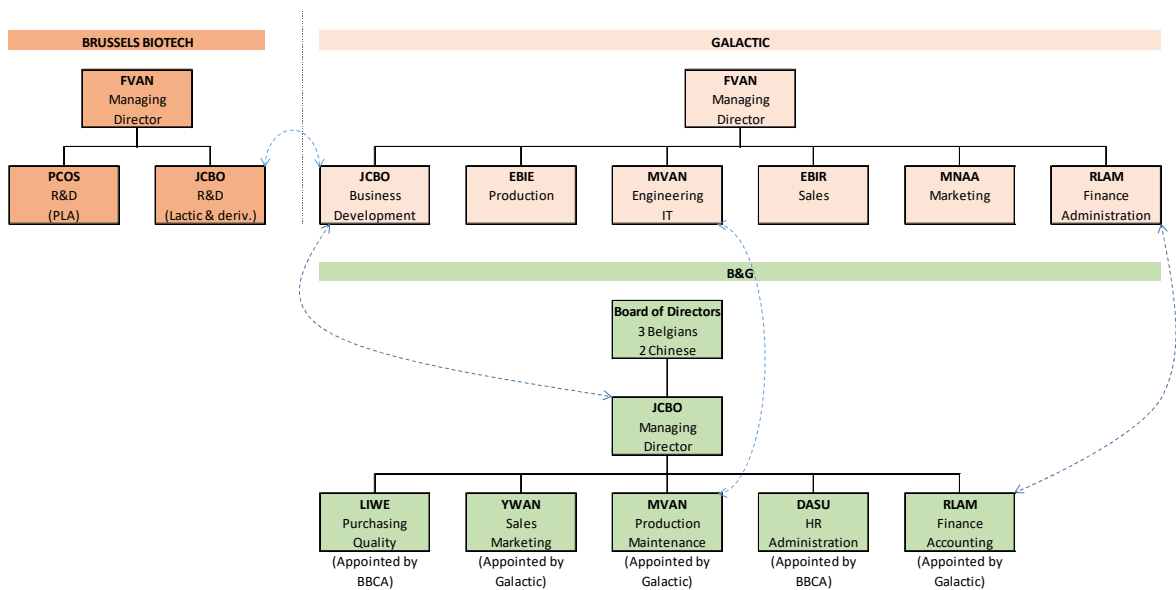 BRUSSELS BIOTECH
GALACTIC
FVAN
Managing
Director
FVAN
Managing
Director
PCOS
R&D
(PLA)
JCBO
R&D
(Lactic & deriv.)
JCBO
Business
Development
EBIE
Production
MVAN
Engineering
IT
EBIR
Sales
MNAA
Marketing
RLAM
Finance
Administration
B&G
Board of Directors
3 Belgians
2 Chinese
JCBO
Managing
Director
LIWE
Purchasing
Quality
(Appointed by
BBCA)
YWAN
Sales
Marketing
(Appointed by
Galactic)
MVAN
Production
Maintenance
(Appointed by
Galactic)
DASU
HR
Administration
(Appointed by
BBCA)
RLAM
Finance
Accounting
(Appointed by
Galactic)